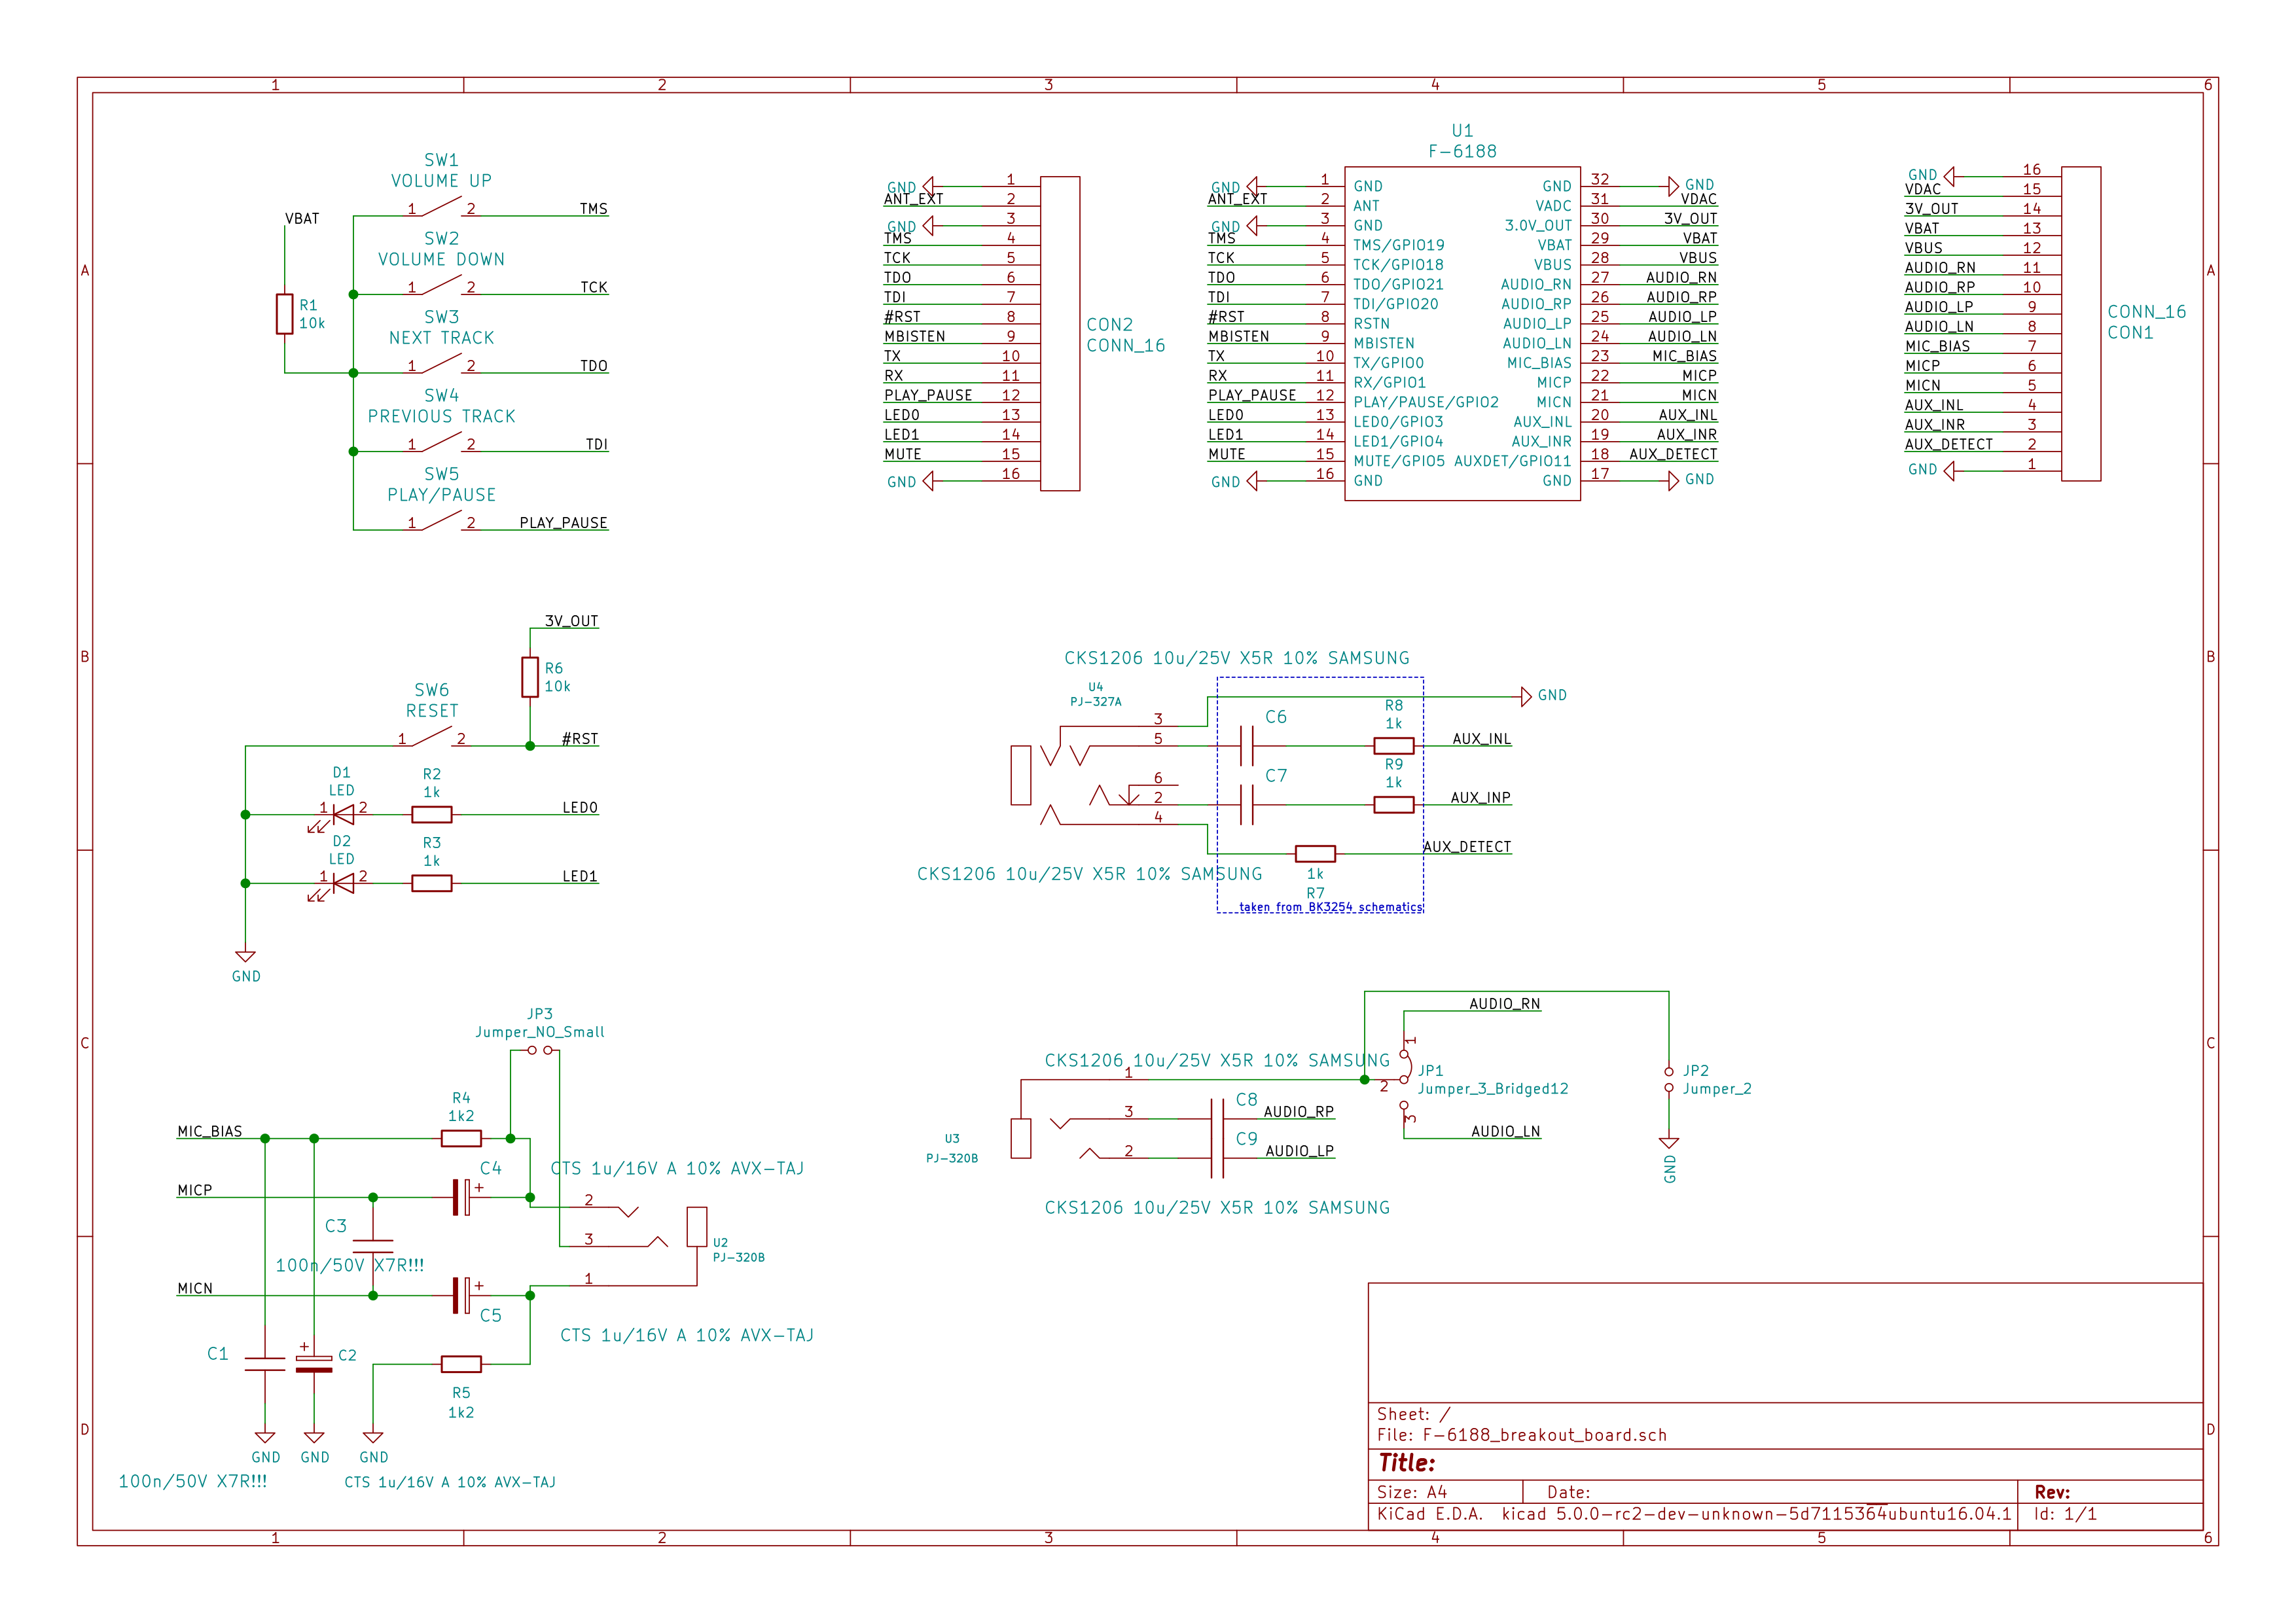 1 2 3 4 5 6
A
B
C
D
A
B
C
D
1 2 3 4 5 6
VBAT
R1
10k
SW1
VOLUME UP
1 2 TMS
SW2
VOLUME DOWN
1 2 TCK
SW3
NEXT TRACK
1 2 TDO
SW4
PREVIOUS TRACK
1 2 TDI
SW5
PLAY/PAUSE
1 2 PLAY_PAUSE
GND 1
ANT_EXT 2
GND 3
TMS 4
TCK 5
TDO 6
TDI 7
#RST 8
MBISTEN 9
TX 10
RX 11
PLAY_PAUSE 12
LED0 13
LED1 14
MUTE 15
GND 16
CON2
CONN_16
U1
F-6188
GND 1 GND GND 32 GND
ANT_EXT 2 ANT VADC 31 VDAC
GND 3 GND 3.0V_OUT 30 3V_OUT
TMS 4 TMS/GPIO19 VBAT 29 VBAT
TCK 5 TCK/GPIO18 VBUS 28 VBUS
TDO 6 TDO/GPIO21 AUDIO_RN 27 AUDIO_RN
TDI 7 TDI/GPIO20 AUDIO_RP 26 AUDIO_RP
#RST 8 RSTN AUDIO_LP 25 AUDIO_LP
MBISTEN 9 MBISTEN AUDIO_LN 24 AUDIO_LN
TX 10 TX/GPIO0 MIC_BIAS 23 MIC_BIAS
RX 11 RX/GPIO1 MICP 22 MICP
PLAY_PAUSE 12 PLAY/PAUSE/GPIO2 MICN 21 MICN
LED0 13 LED0/GPIO3 AUX_INL 20 AUX_INL
LED1 14 LED1/GPIO4 AUX_INR 19 AUX_INR
MUTE 15 MUTE/GPIO5 AUXDET/GPIO11 18 AUX_DETECT
GND 16 GND GND 17 GND
GND 16
VDAC 15
3V_OUT 14
VBAT 13
VBUS 12
AUDIO_RN 11
AUDIO_RP 10
AUDIO_LP 9
AUDIO_LN 8
MIC_BIAS 7
MICP 6
MICN 5
AUX_INL 4
AUX_INR 3
AUX_DETECT 2
GND 1
CONN_16
CON1
3V_OUT
R6
10k
SW6
RESET
1 2 #RST
D1
LED
1 2
R2
1k
LED0
D2
LED
1 2
R3
1k
LED1
GND
CKS1206 10u/25V X5R 10% SAMSUNG
U4
PJ-327A
3
5
6
2
4
GND
C6
R8
1k
AUX_INL
C7
R9
1k
AUX_INP
AUX_DETECT
CKS1206 10u/25V X5R 10% SAMSUNG
1k
R7
taken from BK3254 schematics
JP3
Jumper_NO_Small
R4
1k2
MIC_BIAS
C4
CTS 1u/16V A 10% AVX-TAJ
+
MICP
2
C3
3
U2
PJ-320B
100n/50V X7R!!!
MICN
+
1
C5
CTS 1u/16V A 10% AVX-TAJ
C1
+
C2
R5
1k2
GND GND GND
100n/50V X7R!!!
CTS 1u/16V A 10% AVX-TAJ
AUDIO_RN
CKS1206 10u/25V X5R 10% SAMSUNG
1
1
2
3
JP1
Jumper_3_Bridged12
JP2
Jumper_2
C8
3 AUDIO_RP
U3
PJ-320B
C9
2 AUDIO_LP
AUDIO_LN
GND
CKS1206 10u/25V X5R 10% SAMSUNG
Sheet: /
File: F-6188_breakout_board.sch
Title:
Size: A4 Date: Rev:
KiCad E.D.A. kicad 5.0.0-rc2-dev-unknown-5d7115364ubuntu16.04.1 Id: 1/1